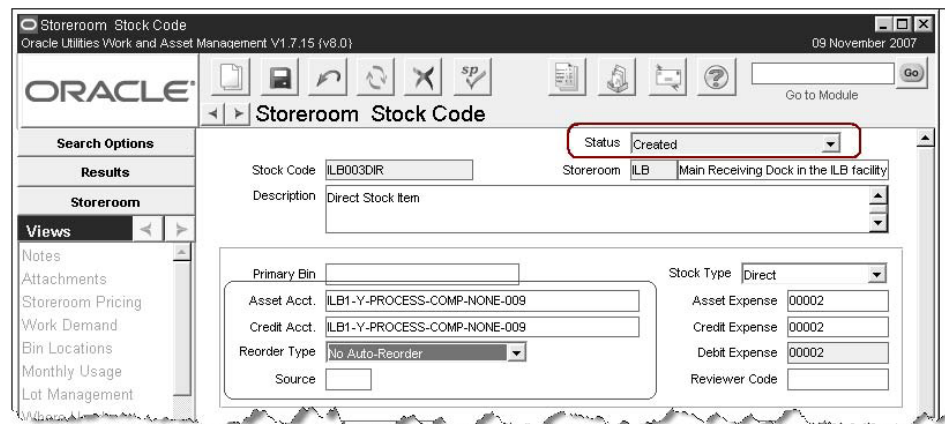 Storeroom Stock Code
Oracle Utilities Work and Asset Management V1.7.15 {v8.0}
09 November 2007
ORACLE
sp
Go
Go to Module
Storeroom Stock Code
Search Options
Results
Storeroom
Views
Notes
Attachments
Storeroom Pricing
Work Demand
Bin Locations
Monthly Usage
Lot Management
Status Created
Stock Code ILB003DIR
Storeroom ILB Main Receiving Dock in the ILB facility
Description Direct Stock Item
Primary Bin
Stock Type Direct
Asset Acct. ILB1-Y-PROCESS-COMP-NONE-009
Asset Expense 00002
Credit Acct. ILB1-Y-PROCESS-COMP-NONE-009
Credit Expense 00002
Reorder Type No Auto-Reorder
Debit Expense 00002
Source
Reviewer Code